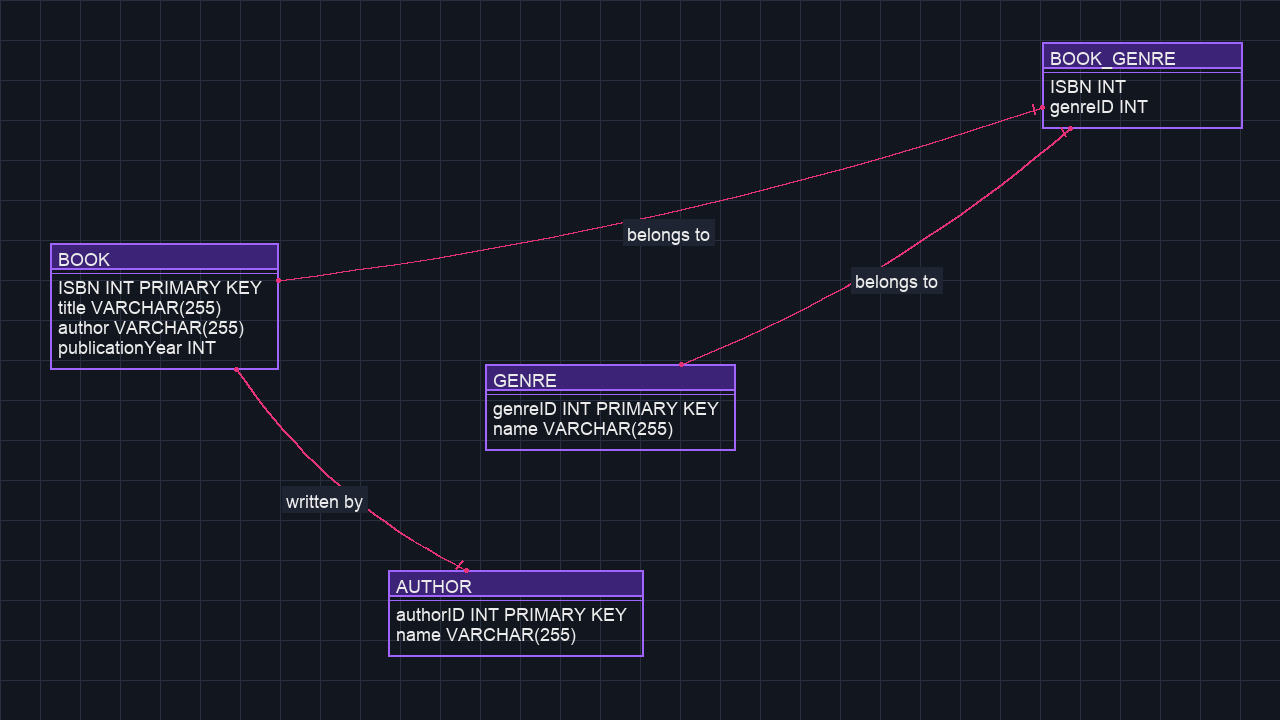 BOOK_GENRE
ISBN INT
genreID INT
belongs to
BOOK
ISBN INT PRIMARY KEY
title VARCHAR(255)
author VARCHAR(255)
publicationYear INT
belongs to
GENRE
genreID INT PRIMARY KEY
name VARCHAR(255)
written by
AUTHOR
authorID INT PRIMARY KEY
name VARCHAR(255)